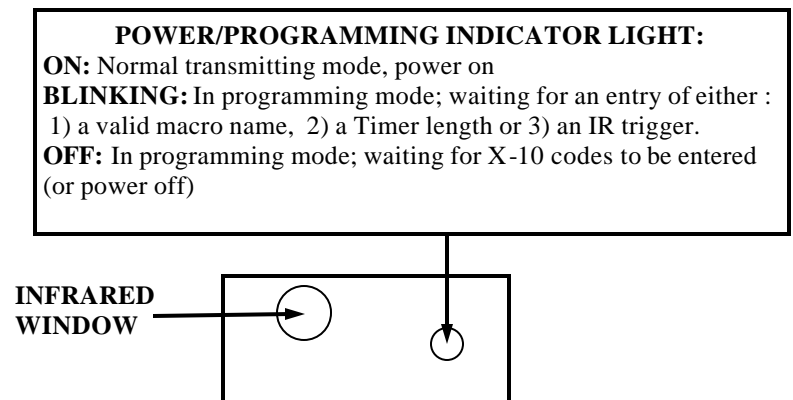 POWER/PROGRAMMING INDICATOR LIGHT:
ON: Normal transmitting mode, power on
BLINKING: In programming mode; waiting for an entry of either :
1) a valid macro name, 2) a Timer length or 3) an IR trigger.
OFF: In programming mode; waiting for X-10 codes to be entered
(or power off)
INFRARED
WINDOW